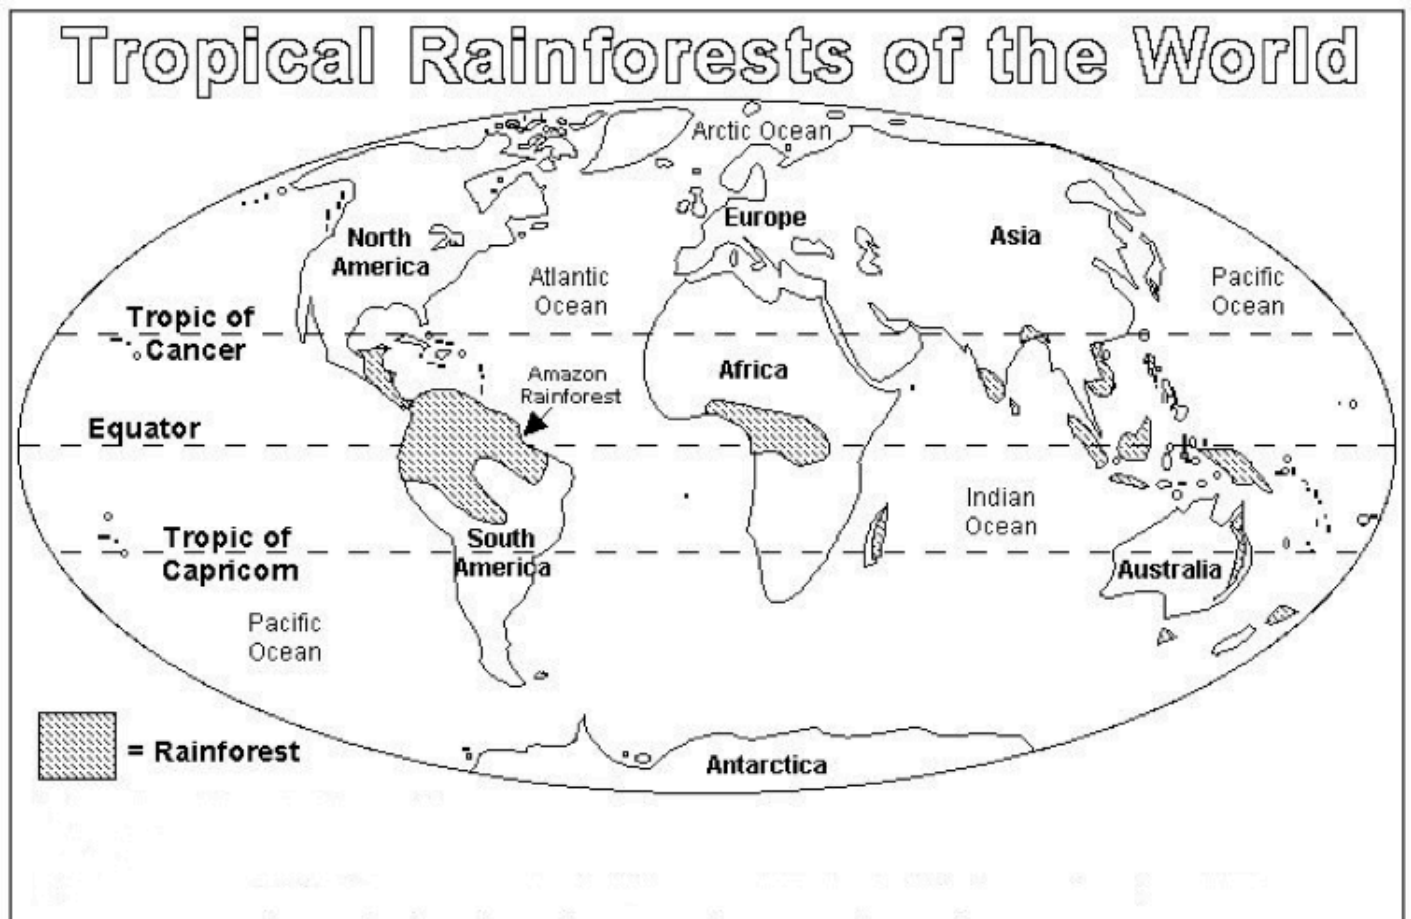 Tropical Rainforests of the World
Arctic Ocean
Europe
Asia
North
America
Atlantic
Ocean
Pacific
Ocean
Tropic of
Cancer
Africa
Amazon
Rainforest
Equator
Indian
Ocean
Tropic of
Capricorn
South
America
Australia
Pacific
Ocean
= Rainforest
Antarctica